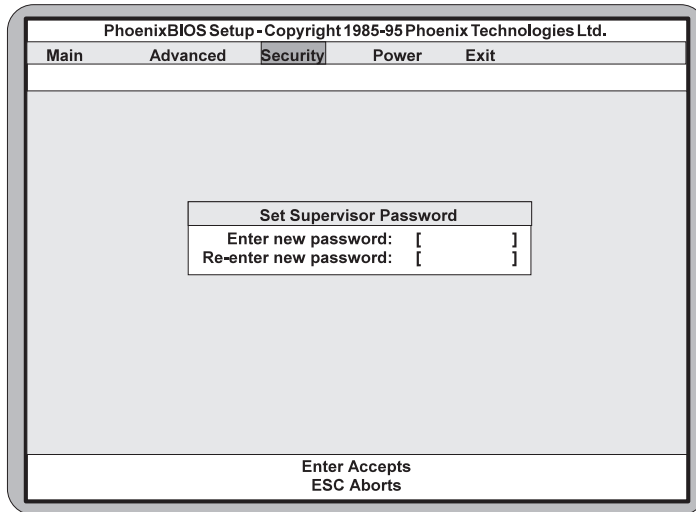 PhoenixBIOS Setup - Copyright 1985-95 Phoenix Technologies Ltd.
Main Advanced Security Power Exit
Set Supervisor Password
Enter new password: [ ]
Re-enter new password: [ ]
Enter Accepts
ESC Aborts